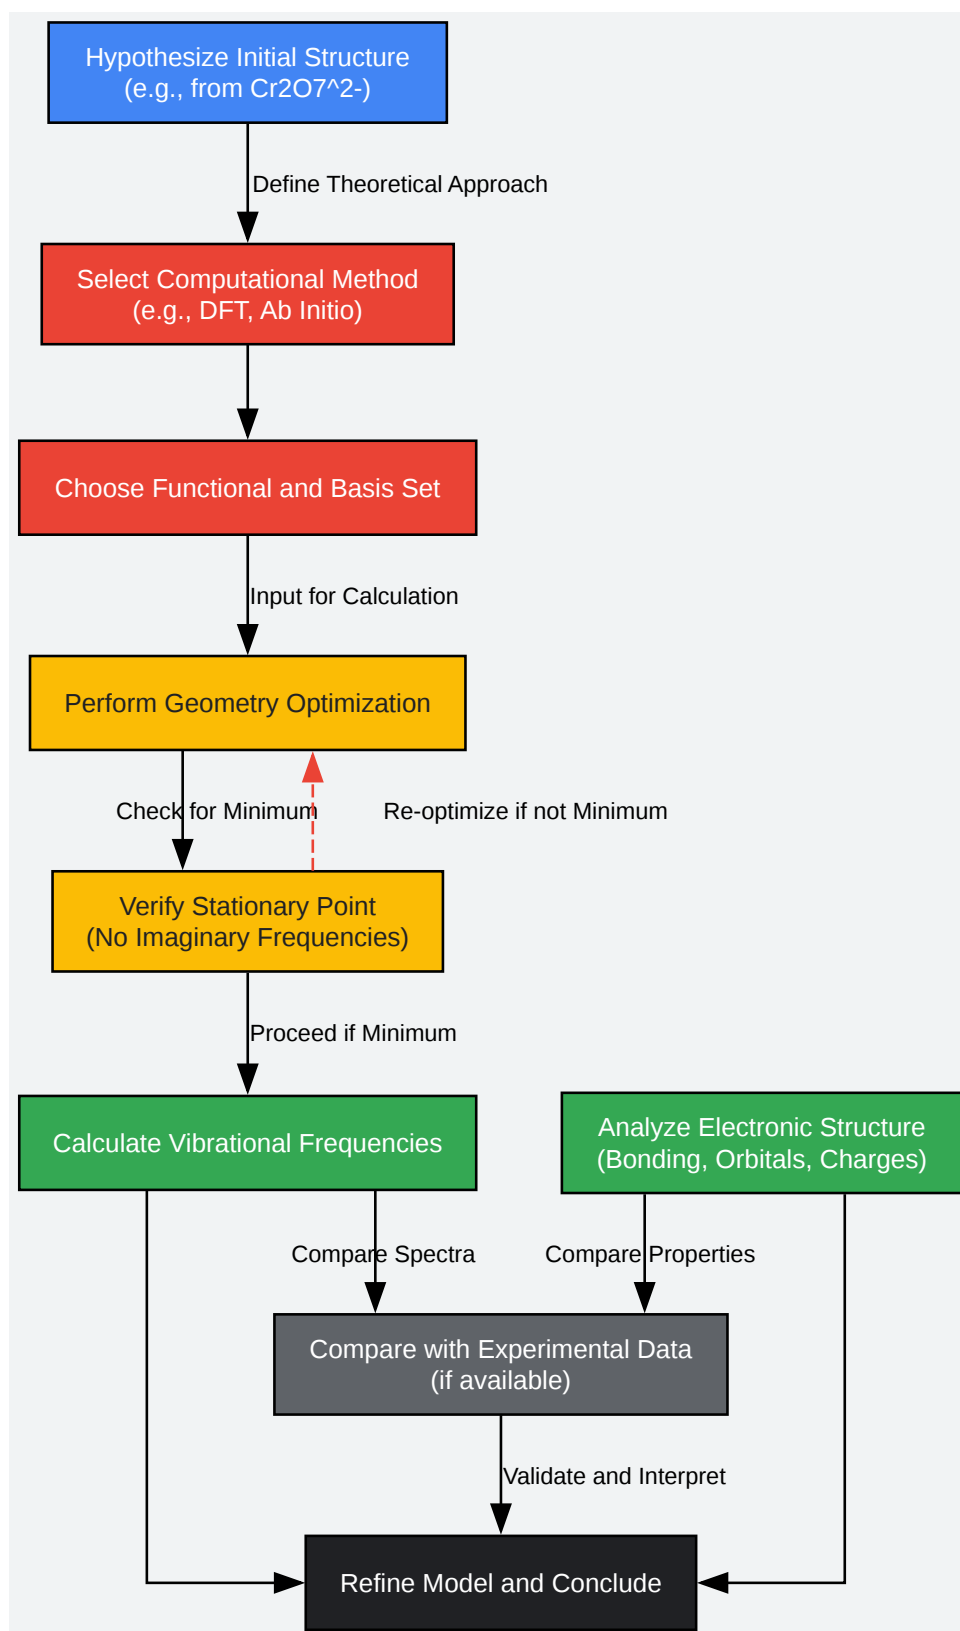 Hypothesize Initial Structure
(e.g., from Cr2O7^2-)
Define Theoretical Approach
Select Computational Method
(e.g., DFT, Ab Initio)
Choose Functional and Basis Set
Input for Calculation
Perform Geometry Optimization
Check for Minimum
Re-optimize if not Minimum
Verify Stationary Point
(No Imaginary Frequencies)
Proceed if Minimum
Calculate Vibrational Frequencies
Analyze Electronic Structure
(Bonding, Orbitals, Charges)
Compare Spectra
Compare Properties
Compare with Experimental Data
(if available)
Validate and Interpret
Refine Model and Conclude